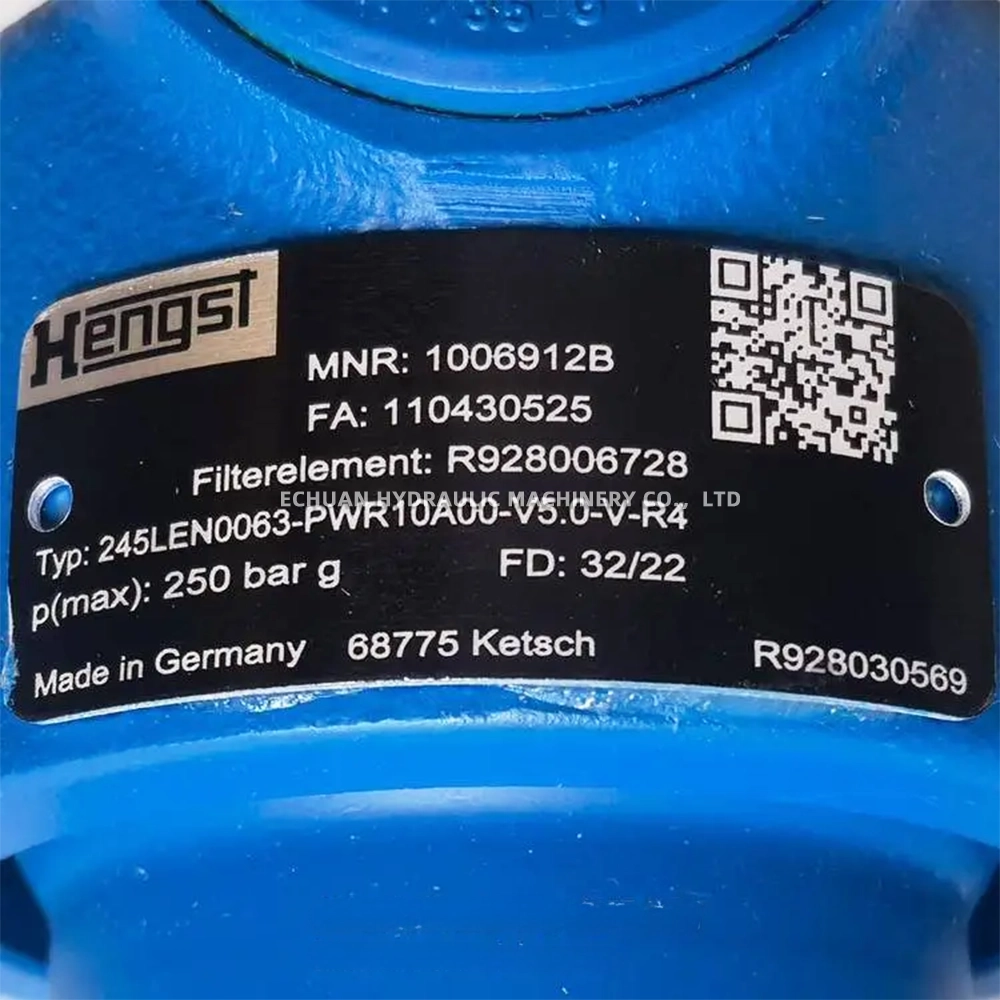 Hengst
MNR: 1006912B
FA: 110430525
Filterelement: R928006728
ECHUAN HYDRAULIC MACHINERY CO., LTD
Typ: 245LEN0063-PWR10A00-V5.0-V-R4
p(max): 250 bar g FD: 32/22
Made in Germany 68775 Ketsch R928030569